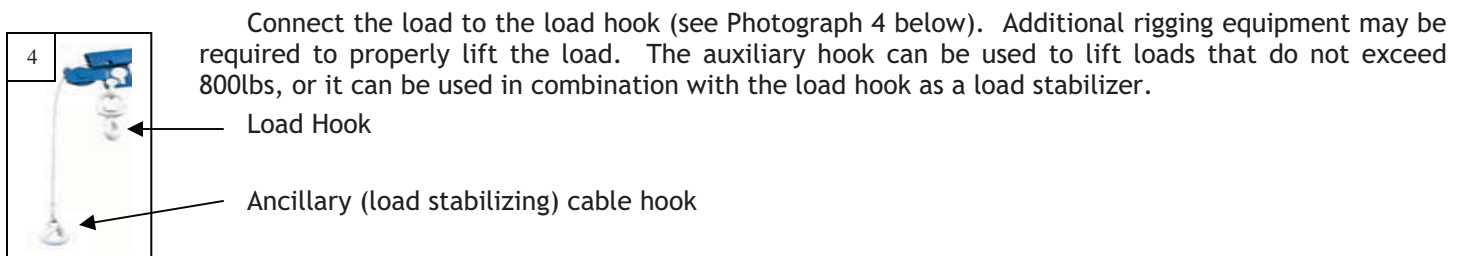 Connect the load to the load hook (see Photograph 4 below). Additional rigging equipment may be
required to properly lift the load. The auxiliary hook can be used to lift loads that do not exceed
800lbs, or it can be used in combination with the load hook as a load stabilizer.
4
Load Hook
Ancillary (load stabilizing) cable hook